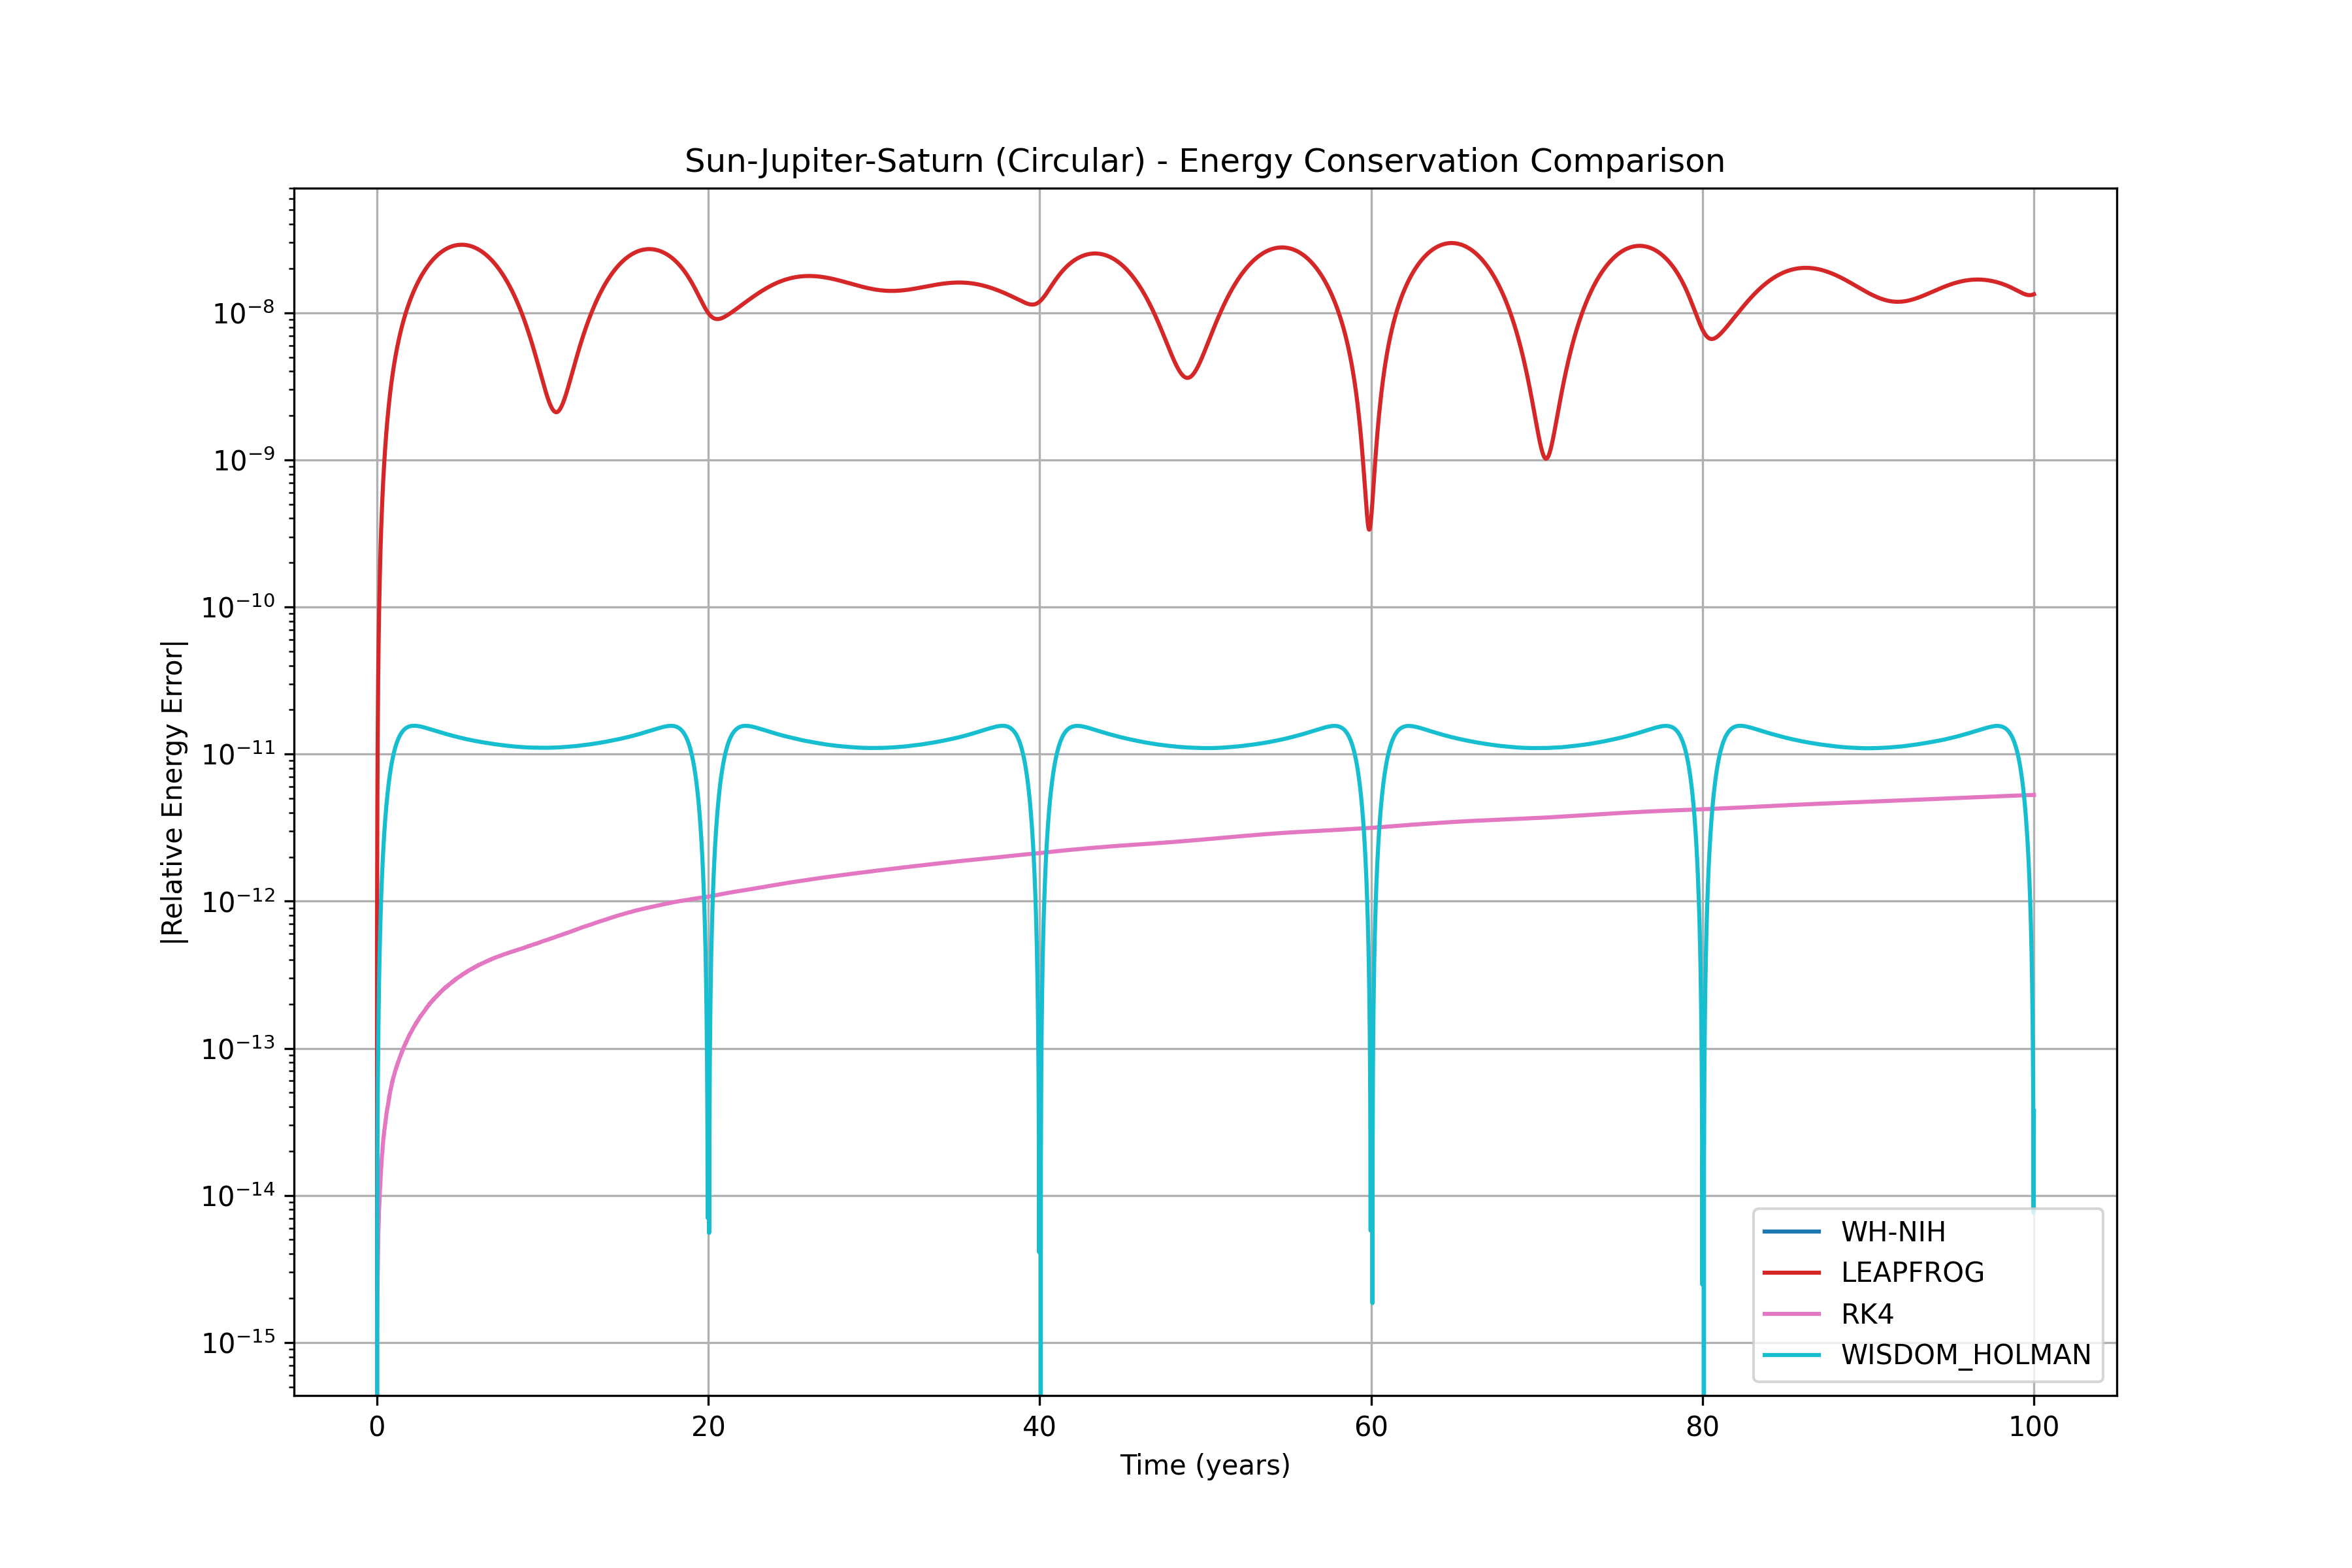 Sun-Jupiter-Saturn (Circular) - Energy Conservation Comparison
|Relative Energy Error|
10⁻⁸
10⁻⁹
10⁻¹⁰
10⁻¹¹
10⁻¹²
10⁻¹³
10⁻¹⁴
10⁻¹⁵
WH-NIH
LEAPFROG
RK4
WISDOM_HOLMAN
0 20 40 60 80 100
Time (years)